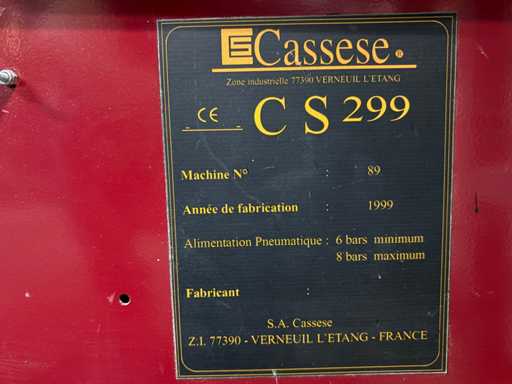 CS Cassese ®
Zone industrielle 77390 VERNEUIL L'ETANG
CE C S 299
Machine N° : 89
Année de fabrication : 1999
Alimentation Pneumatique : 6 bars minimum
8 bars maximum
Fabricant :
S.A. Cassese
Z.I. 77390 - VERNEUIL L'ETANG - FRANCE